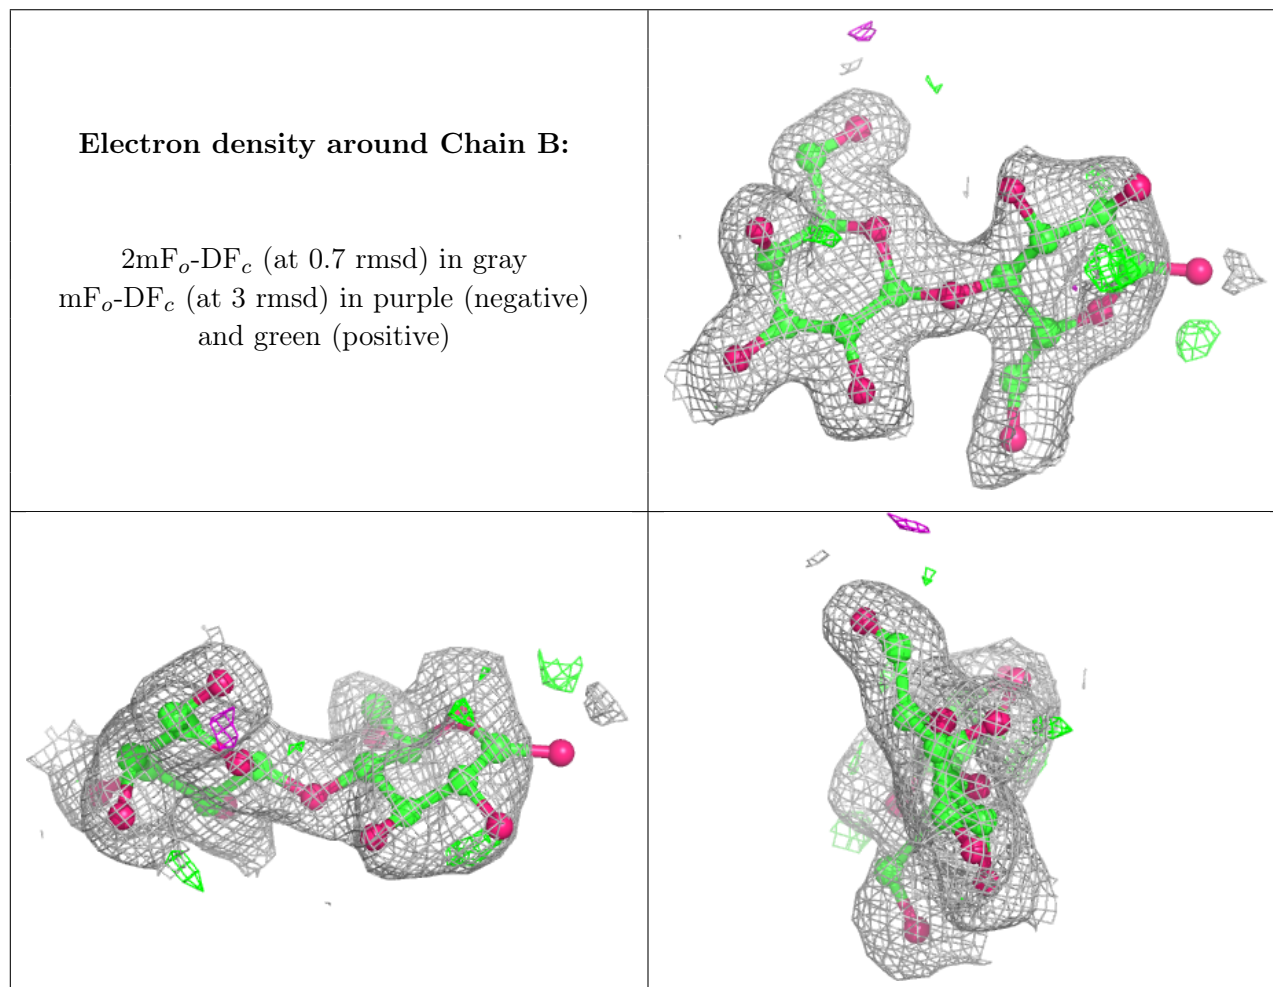 Electron density around Chain B:
2mFo-DFc (at 0.7 rmsd) in gray
mFo-DFc (at 3 rmsd) in purple (negative)
and green (positive)